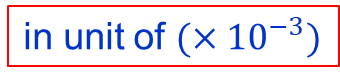 in unit of (× 10⁻³)